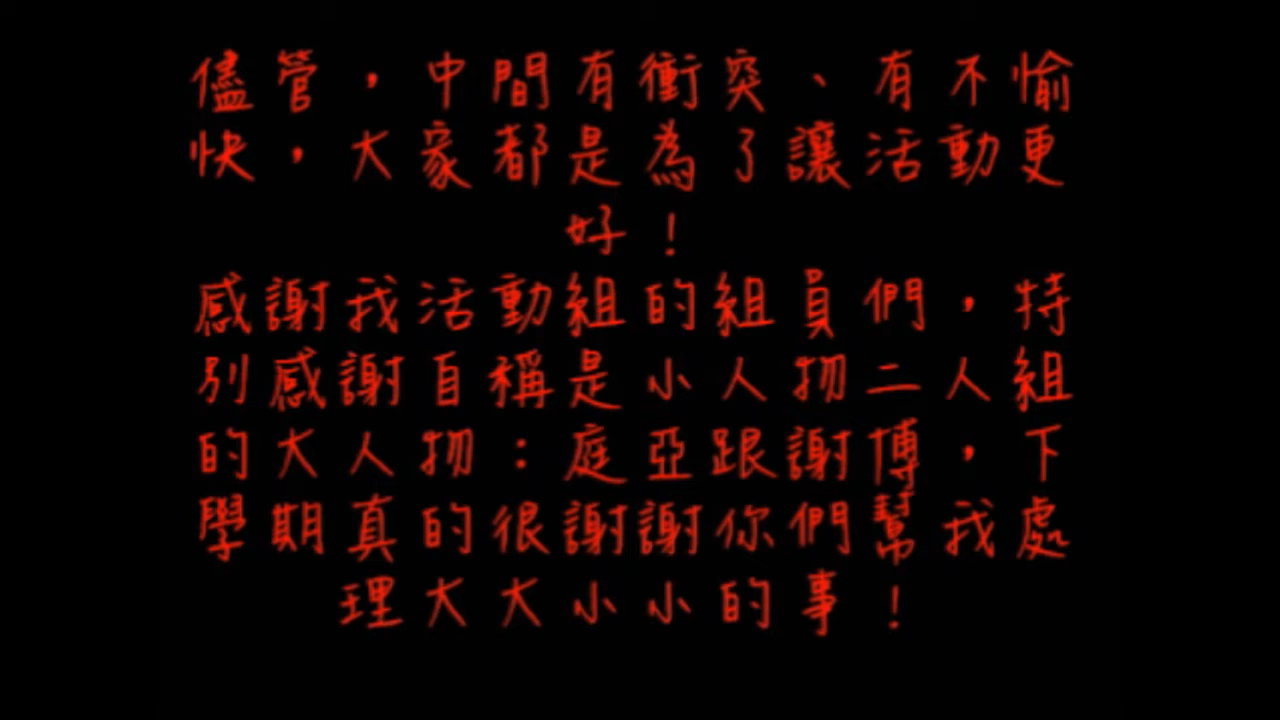 儘管，中間有衝突、有不愉
快，大家都是為了讓活動更
好！
感謝我活動組的組員們，特
別感謝自稱是小人物二人組
的大人物：庭亞跟謝博，下
學期真的很謝謝你們幫我處
理大大小小的事！